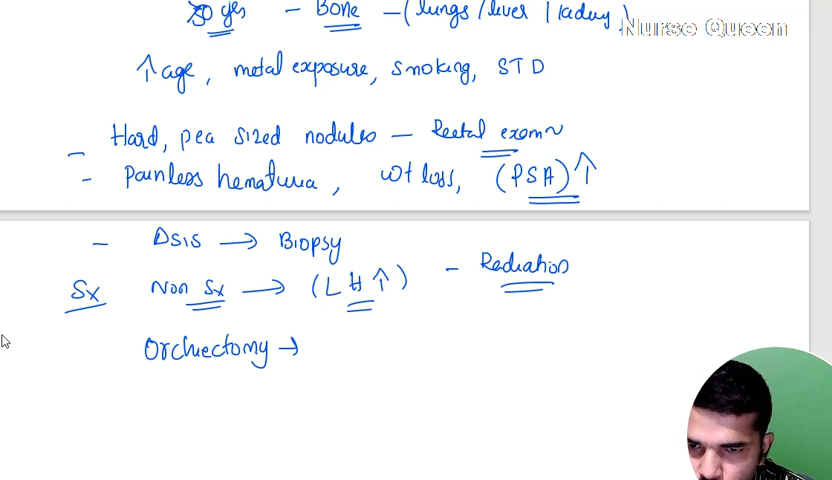 50 yrs - Bone - (lungs / liver / kidney)
Nurse Queen
↑ age, metal exposure, smoking, STD
- Hard, pea sized nodules - Rectal examn
- Painless hematuria, wt loss, (PSA) ↑
- Dsis → Biopsy
Sx Non Sx → (LH ↑) - Radiation
Orchiectomy →